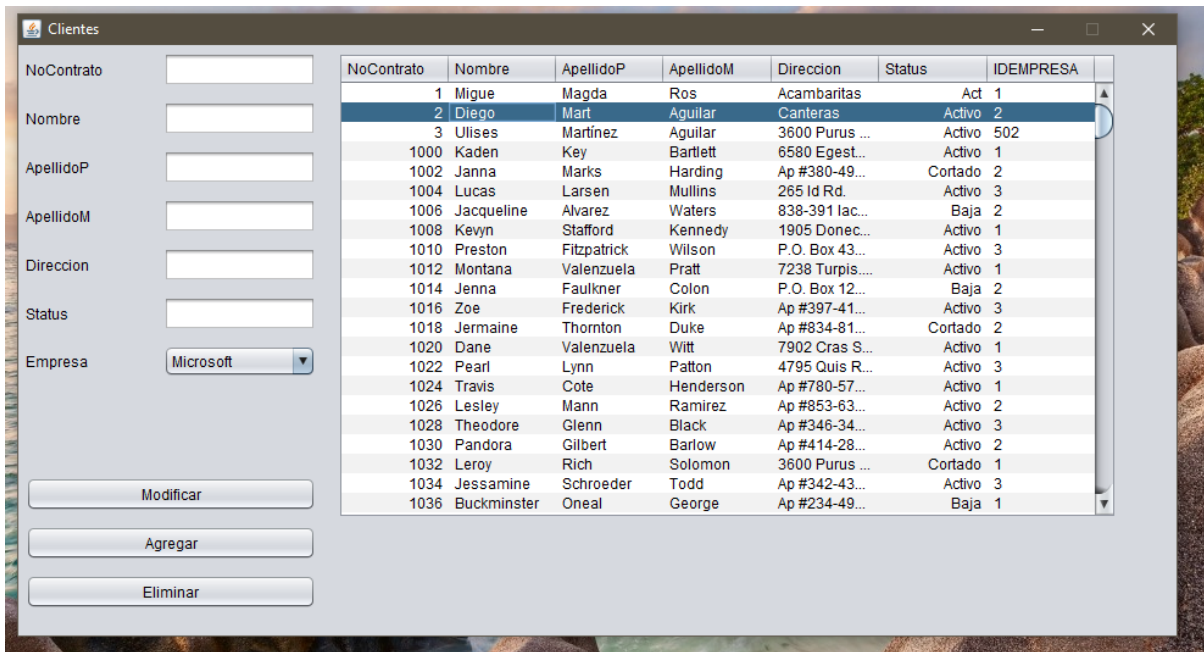 Clientes
NoContrato
Nombre
ApellidoP
ApellidoM
Direccion
Status
Empresa Microsoft
Modificar
Agregar
Eliminar
NoContrato Nombre ApellidoP ApellidoM Direccion Status IDEMPRESA
1 Migue Magda Ros Acambaritas Act 1
2 Diego Mart Aguilar Canteras Activo 2
3 Ulises Martínez Aguilar 3600 Purus ... Activo 502
1000 Kaden Key Bartlett 6580 Egest... Activo 1
1002 Janna Marks Harding Ap #380-49... Cortado 2
1004 Lucas Larsen Mullins 265 Id Rd. Activo 3
1006 Jacqueline Alvarez Waters 838-391 Iac... Baja 2
1008 Kevyn Stafford Kennedy 1905 Donec... Activo 1
1010 Preston Fitzpatrick Wilson P.O. Box 43... Activo 3
1012 Montana Valenzuela Pratt 7238 Turpis.... Activo 1
1014 Jenna Faulkner Colon P.O. Box 12... Baja 2
1016 Zoe Frederick Kirk Ap #397-41... Activo 3
1018 Jermaine Thornton Duke Ap #834-81... Cortado 2
1020 Dane Valenzuela Witt 7902 Cras S... Activo 1
1022 Pearl Lynn Patton 4795 Quis R... Activo 3
1024 Travis Cote Henderson Ap #780-57... Activo 1
1026 Lesley Mann Ramirez Ap #853-63... Activo 2
1028 Theodore Glenn Black Ap #346-34... Activo 3
1030 Pandora Gilbert Barlow Ap #414-28... Activo 2
1032 Leroy Rich Solomon 3600 Purus ... Cortado 1
1034 Jessamine Schroeder Todd Ap #342-43... Activo 3
1036 Buckminster Oneal George Ap #234-49... Baja 1